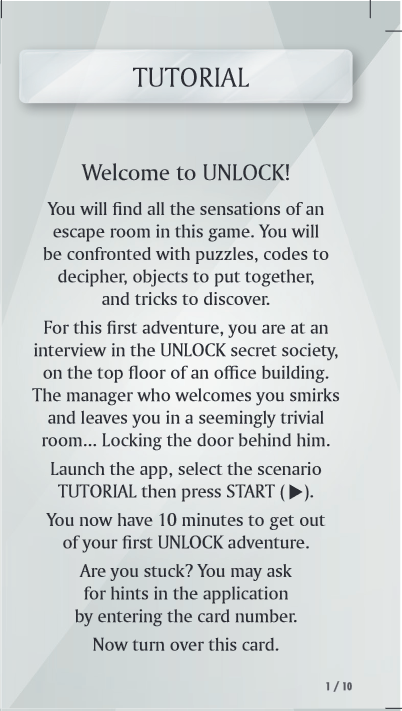 TUTORIAL
Welcome to UNLOCK!
You will find all the sensations of an
escape room in this game. You will
be confronted with puzzles, codes to
decipher, objects to put together,
and tricks to discover.
For this first adventure, you are at an
interview in the UNLOCK secret society,
on the top floor of an office building.
The manager who welcomes you smirks
and leaves you in a seemingly trivial
room... Locking the door behind him.
Launch the app, select the scenario
TUTORIAL then press START (▶).
You now have 10 minutes to get out
of your first UNLOCK adventure.
Are you stuck? You may ask
for hints in the application
by entering the card number.
Now turn over this card.
1 / 10